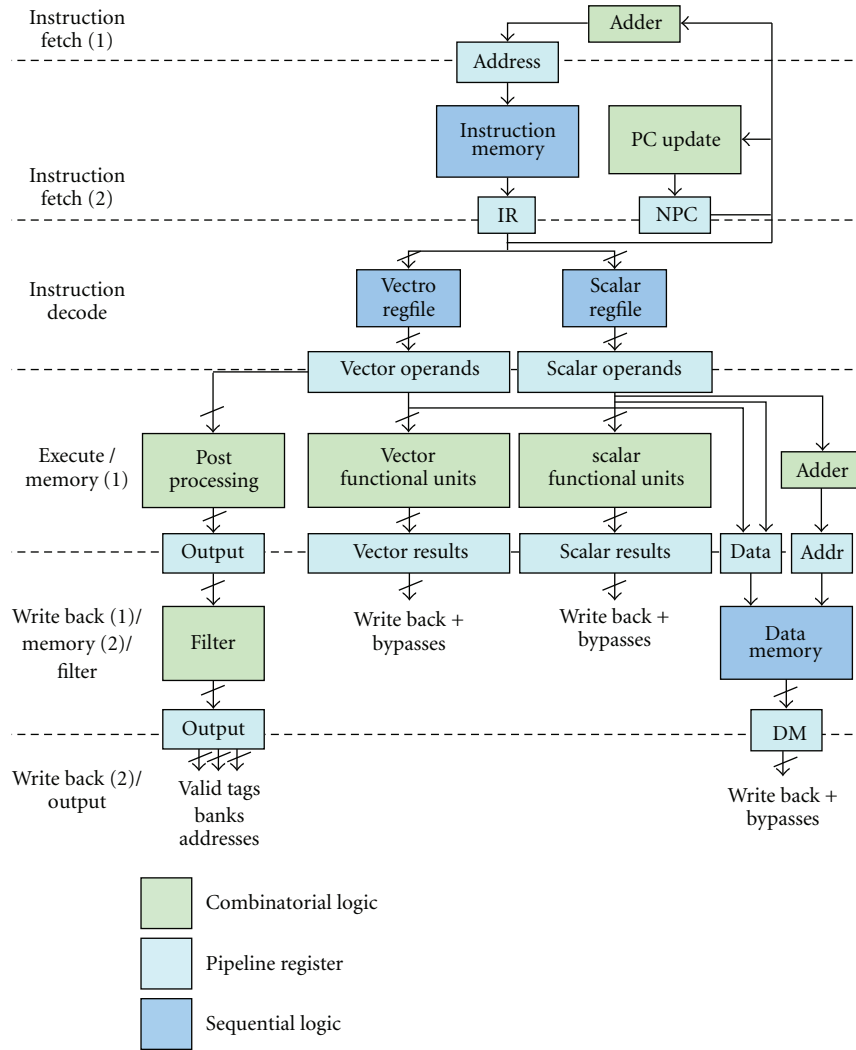 Instruction
fetch (1)
Adder
Address
Instruction
memory
PC update
Instruction
fetch (2)
IR
NPC
Instruction
decode
Vectro
regfile
Scalar
regfile
Vector operands
Scalar operands
Execute /
memory (1)
Post
processing
Vector
functional units
scalar
functional units
Adder
Output
Vector results
Scalar results
Data
Addr
Write back (1)/
memory (2)/
filter
Filter
Write back +
bypasses
Write back +
bypasses
Data
memory
Output
DM
Write back (2)/
output
Valid tags
banks
addresses
Write back +
bypasses
Combinatorial logic
Pipeline register
Sequential logic